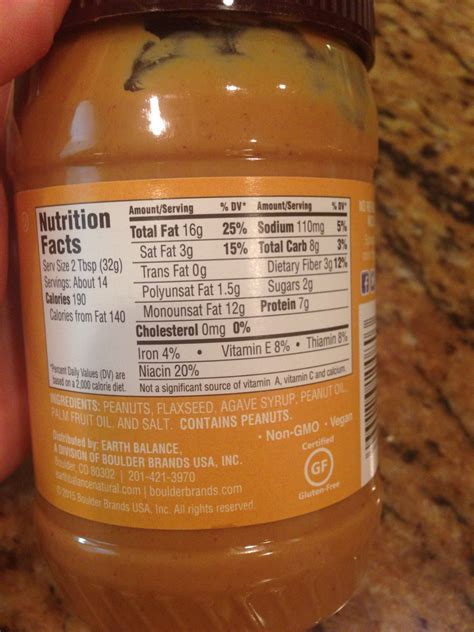 Nutrition
Facts
Serv Size 2 Tbsp (32g)
Servings: About 14
Calories 190
Calories from Fat 140
*Percent Daily Values (DV) are
based on a 2,000 calorie diet.
Amount/Serving % DV* Amount/Serving % DV*
Total Fat 16g 25% Sodium 110mg 5%
Sat Fat 3g 15% Total Carb 8g 3%
Trans Fat 0g Dietary Fiber 3g 12%
Polyunsat Fat 1.5g Sugars 2g
Monounsat Fat 12g Protein 7g
Cholesterol 0mg 0%
Iron 4% • Vitamin E 8% • Thiamin 8%
Niacin 20%
Not a significant source of vitamin A, vitamin C and calcium.
INGREDIENTS: PEANUTS, FLAXSEED, AGAVE SYRUP, PEANUT OIL,
PALM FRUIT OIL, AND SALT. CONTAINS PEANUTS.
• Non-GMO • Vegan
Distributed by: EARTH BALANCE,
A DIVISION OF BOULDER BRANDS USA, INC.
Boulder, CO 80302 | 201-421-3970
earthbalancenatural.com | boulderbrands.com
© 2015 Boulder Brands USA, Inc. All rights reserved.
Certified
GF
Gluten-Free